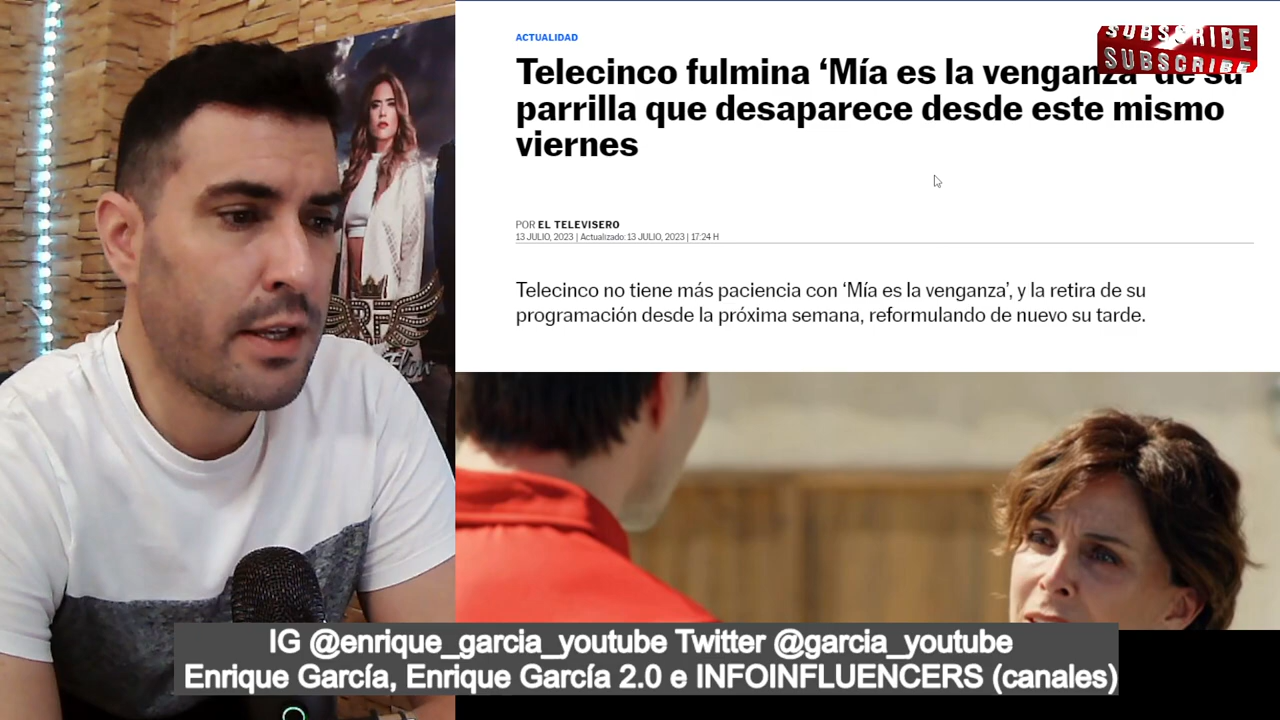 ACTUALIDAD
SUBSCRIBE
SUBSCRIBE
Telecinco fulmina ‘Mía es la venganza’ de su
parrilla que desaparece desde este mismo
viernes
POR EL TELEVISERO
13 JULIO, 2023 | Actualizado: 13 JULIO, 2023 | 17:24 H
Telecinco no tiene más paciencia con ‘Mía es la venganza’, y la retira de su
programación desde la próxima semana, reformulando de nuevo su tarde.
Flow
IG @enrique_garcia_youtube Twitter @garcia_youtube
Enrique García, Enrique García 2.0 e INFOINFLUENCERS (canales)